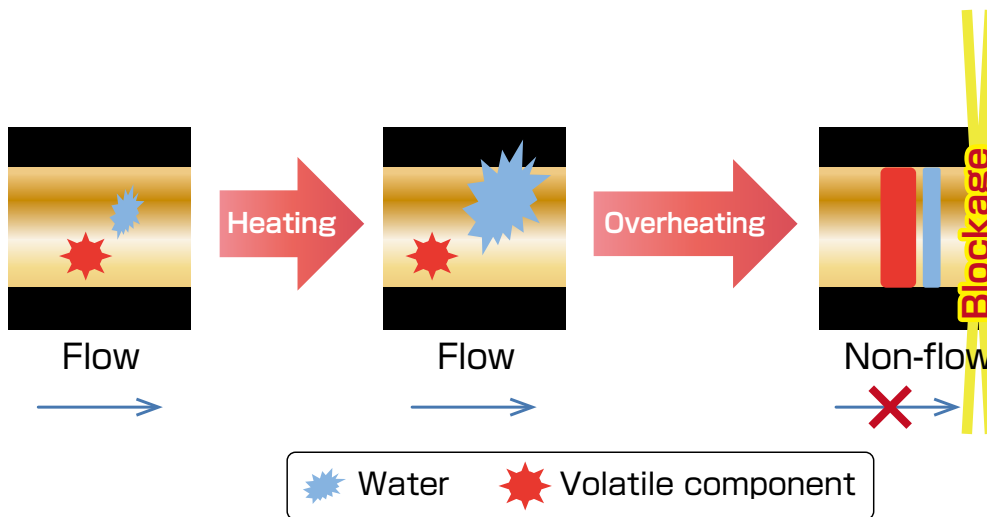 Heating
Overheating
Blockage
Flow
Flow
Non-flow
Water
Volatile component